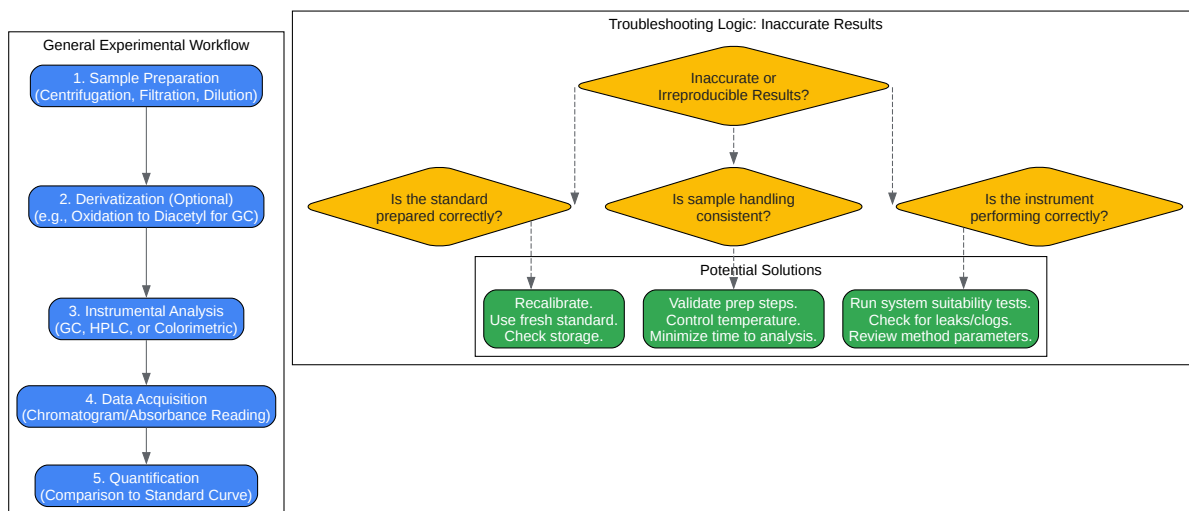 General Experimental Workflow
1. Sample Preparation
(Centrifugation, Filtration, Dilution)
2. Derivatization (Optional)
(e.g., Oxidation to Diacetyl for GC)
3. Instrumental Analysis
(GC, HPLC, or Colorimetric)
4. Data Acquisition
(Chromatogram/Absorbance Reading)
5. Quantification
(Comparison to Standard Curve)
Troubleshooting Logic: Inaccurate Results
Inaccurate or
Irreproducible Results?
Is the standard
prepared correctly?
Is sample handling
consistent?
Is the instrument
performing correctly?
Potential Solutions
Recalibrate.
Use fresh standard.
Check storage.
Validate prep steps.
Control temperature.
Minimize time to analysis.
Run system suitability tests.
Check for leaks/clogs.
Review method parameters.